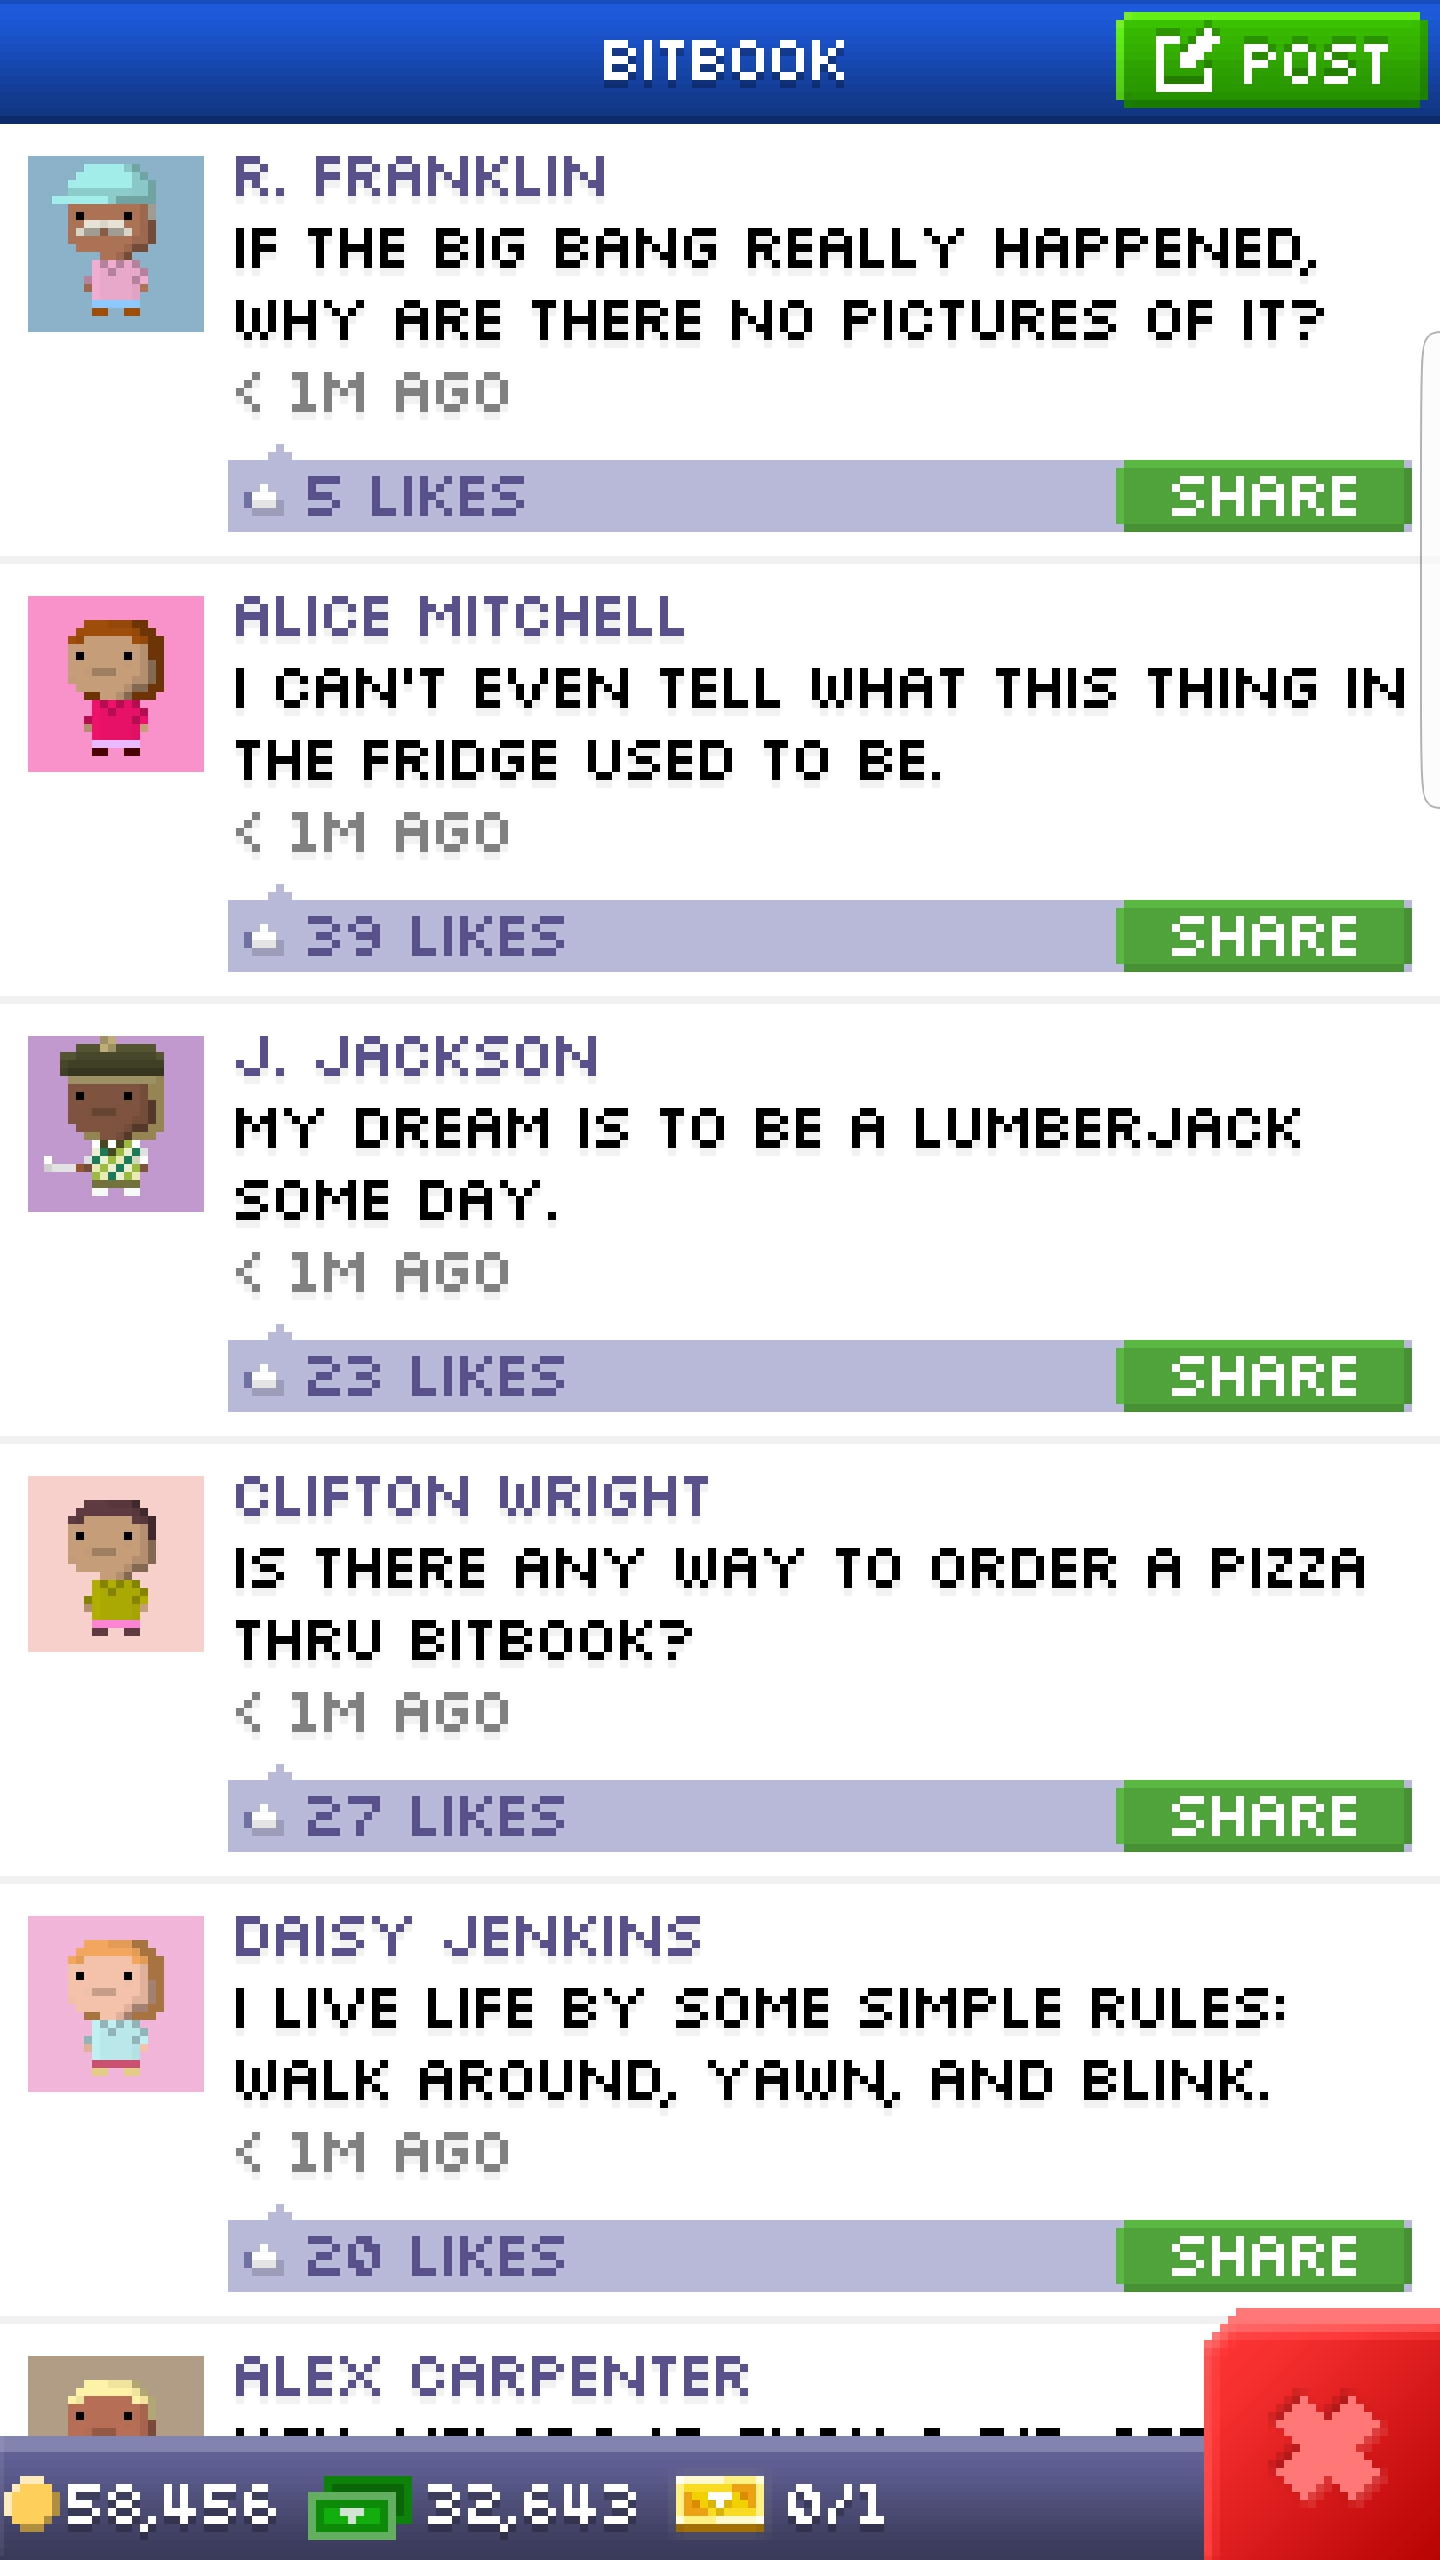 BITBOOK
POST
R. FRANKLIN
IF THE BIG BANG REALLY HAPPENED,
WHY ARE THERE NO PICTURES OF IT?
< 1M AGO
5 LIKES
SHARE
ALICE MITCHELL
I CAN'T EVEN TELL WHAT THIS THING IN
THE FRIDGE USED TO BE.
< 1M AGO
39 LIKES
SHARE
J. JACKSON
MY DREAM IS TO BE A LUMBERJACK
SOME DAY.
< 1M AGO
23 LIKES
SHARE
CLIFTON WRIGHT
IS THERE ANY WAY TO ORDER A PIZZA
THRU BITBOOK?
< 1M AGO
27 LIKES
SHARE
DAISY JENKINS
I LIVE LIFE BY SOME SIMPLE RULES:
WALK AROUND, YAWN, AND BLINK.
< 1M AGO
20 LIKES
SHARE
ALEX CARPENTER
58,456 32,643 0/1